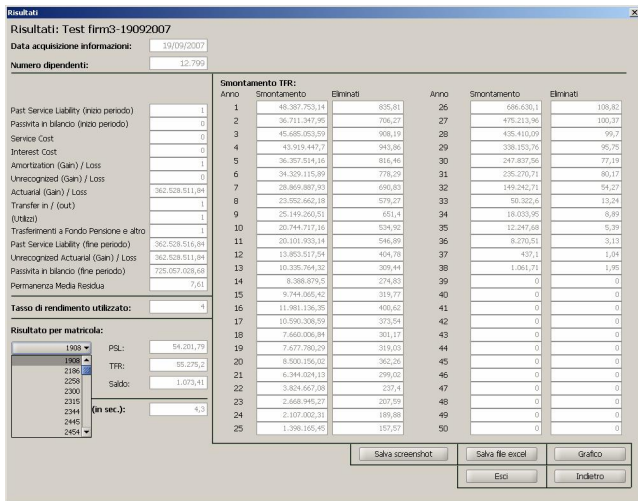 Risultati
Risultati: Test firm3-19092007
Data acquisizione informazioni: 19/09/2007
Numero dipendenti: 12.799
Past Service Liability (inizio periodo) 1
Passivita in bilancio (inizio periodo) 0
Service Cost 0
Interest Cost 0
Amortization (Gain) / Loss 1
Unrecognized (Gain) / Loss 0
Actuarial (Gain) / Loss 362.528.511,84
Transfer in / (out) 1
(Utilizzi) 1
Trasferimenti a Fondo Pensione e altro 1
Past Service Liability (fine periodo) 362.528.516,84
Unrecognized Actuarial (Gain) / Loss 362.528.511,84
Passivita in bilancio (fine periodo) 725.057.028,68
Permanenza Media Residua 7,61
Tasso di rendimento utilizzato: 4
Risultato per matricola:
1908 PSL: 54.201,79
1908
2186 TFR: 55.275,2
2258 Saldo: 1.073,41
2300
2315
2344 (in sec.): 4,3
2445
2454
Smontamento TFR:
Anno Smontamento Eliminati Anno Smontamento Eliminati
1 48.387.753,14 835,81 26 686.630,1 108,82
2 36.711.347,95 706,27 27 475.213,96 100,37
3 45.685.053,59 908,19 28 435.410,09 99,7
4 43.919.447,7 943,86 29 338.153,76 95,75
5 36.357.514,16 816,46 30 247.837,56 77,19
6 34.329.115,89 778,29 31 235.270,71 80,17
7 28.869.887,93 690,83 32 149.242,71 54,27
8 23.552.662,18 579,27 33 50.322,6 13,24
9 25.149.260,51 651,4 34 18.033,95 8,89
10 20.744.717,16 534,92 35 12.247,68 5,39
11 20.101.933,14 546,89 36 8.270,51 3,13
12 13.853.517,54 404,78 37 437,1 1,04
13 10.335.764,32 309,44 38 1.061,71 1,95
14 8.388.879,5 274,83 39 0 0
15 9.744.065,42 319,77 40 0 0
16 11.981.136,35 400,62 41 0 0
17 10.590.308,59 373,54 42 0 0
18 7.660.006,84 301,17 43 0 0
19 7.677.780,29 319,03 44 0 0
20 8.500.156,02 362,26 45 0 0
21 6.344.024,13 299,02 46 0 0
22 3.824.667,08 237,4 47 0 0
23 2.668.945,27 207,59 48 0 0
24 2.107.002,31 189,88 49 0 0
25 1.398.165,45 157,57 50 0 0
Salva screenshot Salva file excel Grafico
Esci Indietro